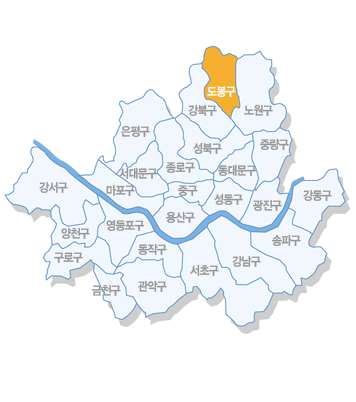 도봉구
강북구
노원구
은평구
성북구
중랑구
종로구
서대문구
동대문구
강서구
마포구
중구
성동구
강동구
광진구
용산구
영등포구
양천구
송파구
동작구
구로구
강남구
서초구
금천구
관악구